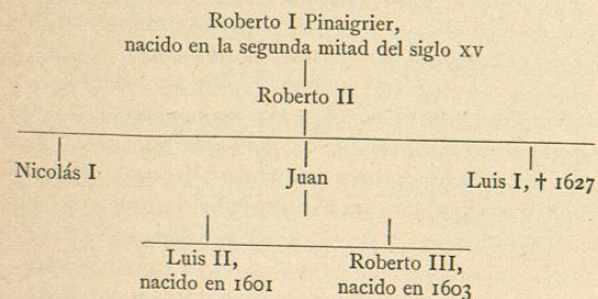 Roberto I Pinaigrier,
nacido en la segunda mitad del siglo XV
Roberto II
Nicolás I
Juan
Luis I, † 1627
Luis II,
nacido en 1601
Roberto III,
nacido en 1603